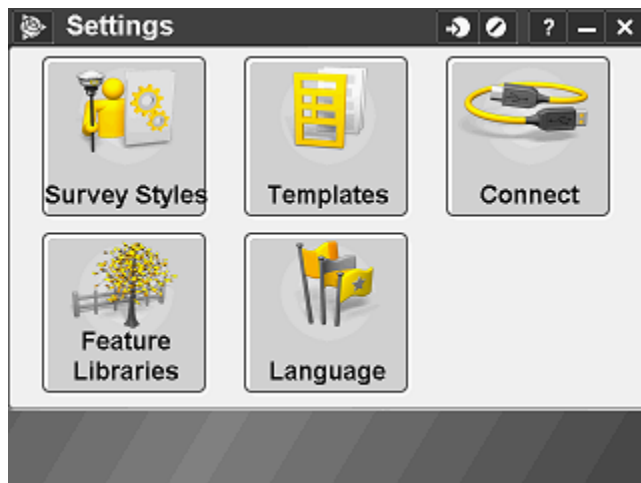 Settings
?
Survey Styles
Templates
Connect
Feature
Libraries
Language